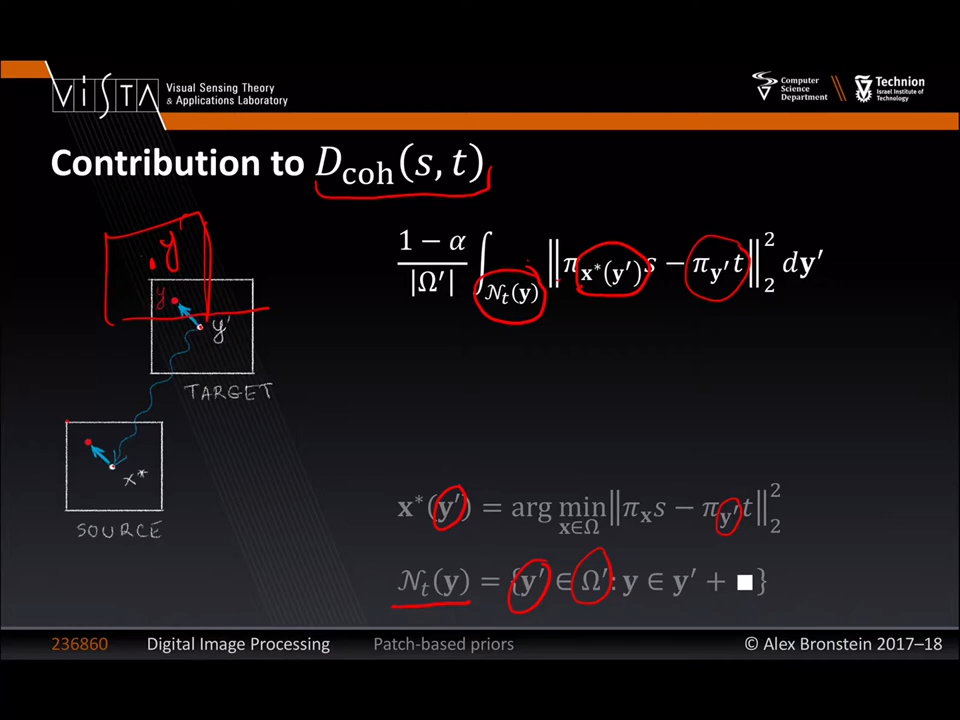 ViSTA Visual Sensing Theory & Applications Laboratory
Computer Science Department
Technion Israel Institute of Technology
Contribution to D_coh(s, t)
1 − α / |Ω′| ∫_{𝒩_t(y)} ‖π_{x*(y′)} s − π_{y′} t‖₂² dy′
y′
y
y′
TARGET
x*
SOURCE
x*(y′) = arg min_{x∈Ω} ‖π_x s − π_{y′} t‖₂²
𝒩_t(y) = {y′ ∈ Ω′: y ∈ y′ + ■}
236860 Digital Image Processing Patch-based priors © Alex Bronstein 2017–18